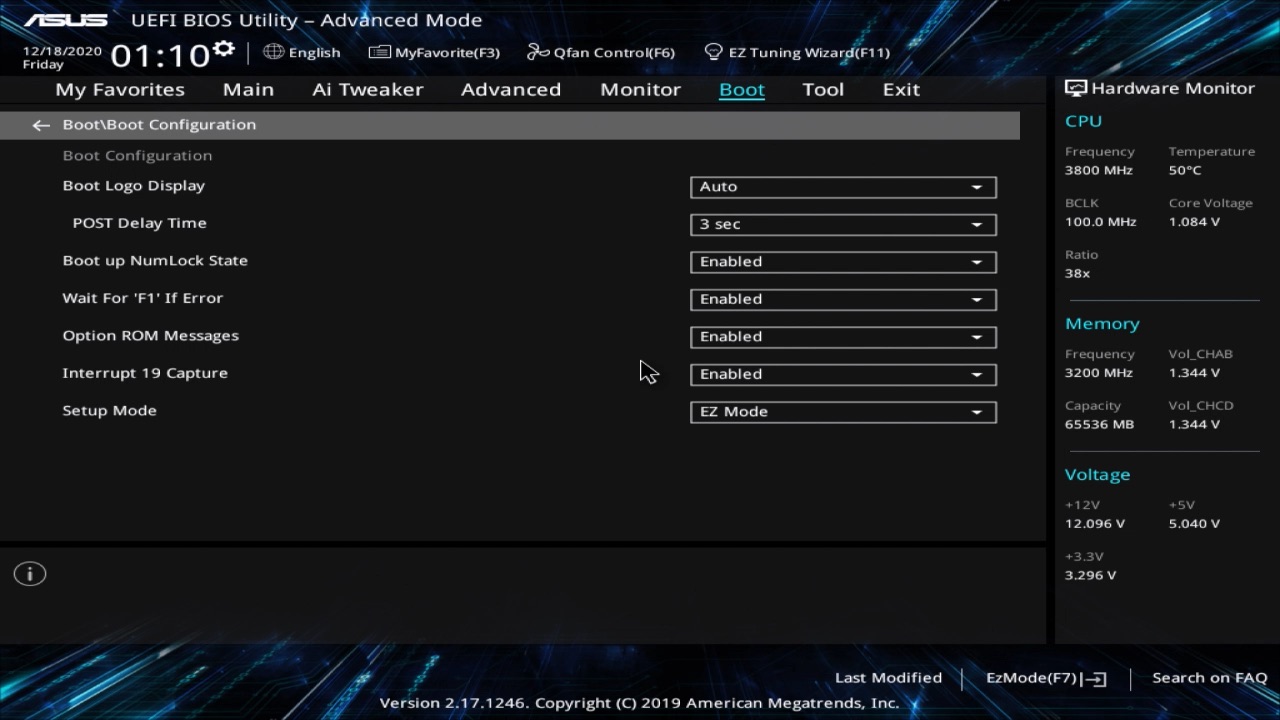 ASUS UEFI BIOS Utility – Advanced Mode
12/18/2020
Friday
01:10
English
MyFavorite(F3)
Qfan Control(F6)
EZ Tuning Wizard(F11)
My Favorites Main Ai Tweaker Advanced Monitor Boot Tool Exit
Boot\Boot Configuration
Boot Configuration
Boot Logo Display Auto
POST Delay Time 3 sec
Boot up NumLock State Enabled
Wait For 'F1' If Error Enabled
Option ROM Messages Enabled
Interrupt 19 Capture Enabled
Setup Mode EZ Mode
Hardware Monitor
CPU
Frequency Temperature
3800 MHz 50°C
BCLK Core Voltage
100.0 MHz 1.084 V
Ratio
38x
Memory
Frequency Vol_CHAB
3200 MHz 1.344 V
Capacity Vol_CHCD
65536 MB 1.344 V
Voltage
+12V +5V
12.096 V 5.040 V
+3.3V
3.296 V
Last Modified EzMode(F7) Search on FAQ
Version 2.17.1246. Copyright (C) 2019 American Megatrends, Inc.